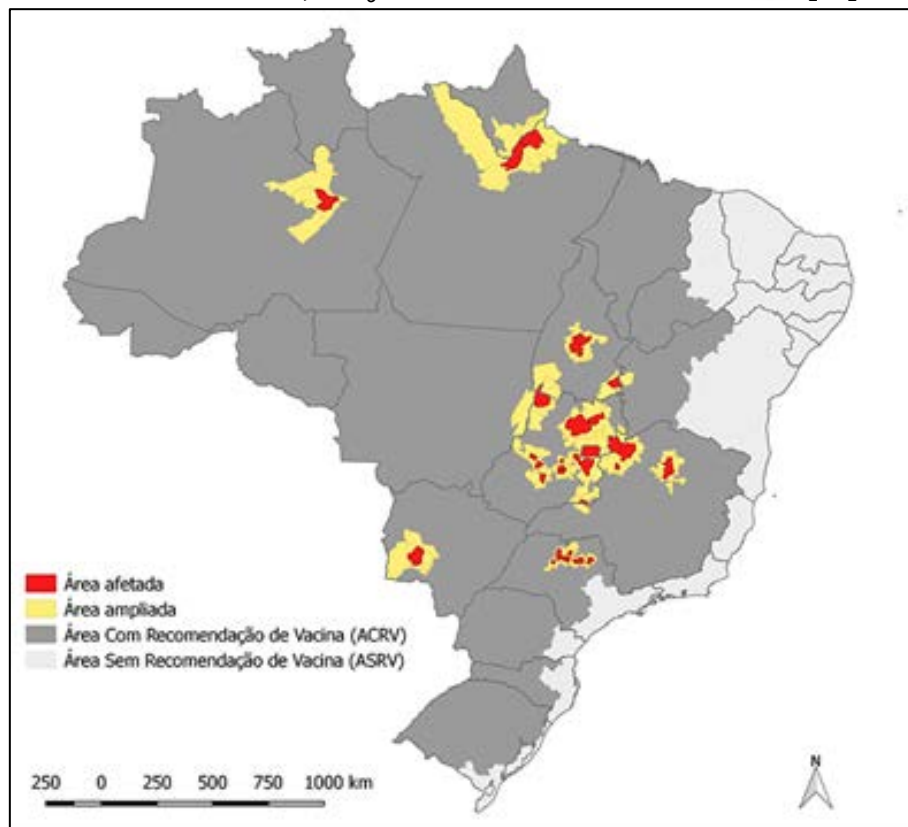 Área afetada
Área ampliada
Área Com Recomendação de Vacina (ACRV)
Área Sem Recomendação de Vacina (ASRV)
250 0 250 500 750 1000 km
N